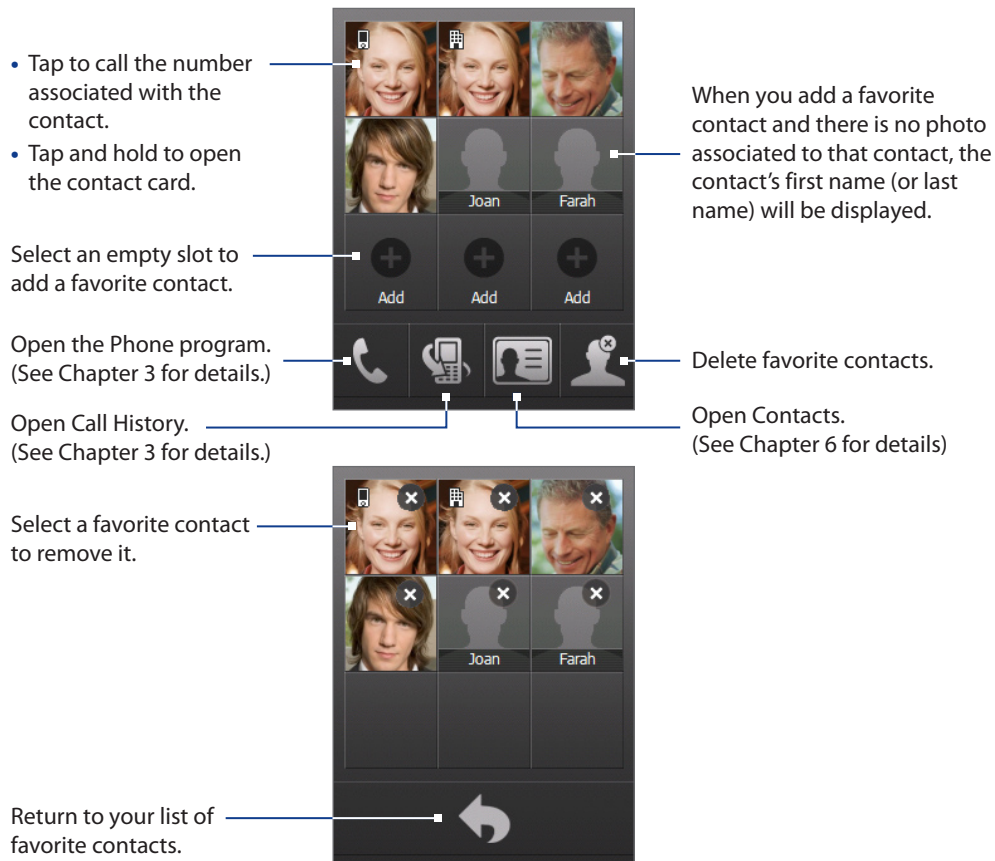 • Tap to call the number
associated with the
contact.
• Tap and hold to open
the contact card.
When you add a favorite
contact and there is no photo
associated to that contact, the
contact's first name (or last
name) will be displayed.
Joan
Farah
Select an empty slot to
add a favorite contact.
Add
Add
Add
Open the Phone program.
(See Chapter 3 for details.)
Delete favorite contacts.
Open Call History.
(See Chapter 3 for details.)
Open Contacts.
(See Chapter 6 for details)
Select a favorite contact
to remove it.
Joan
Farah
Return to your list of
favorite contacts.